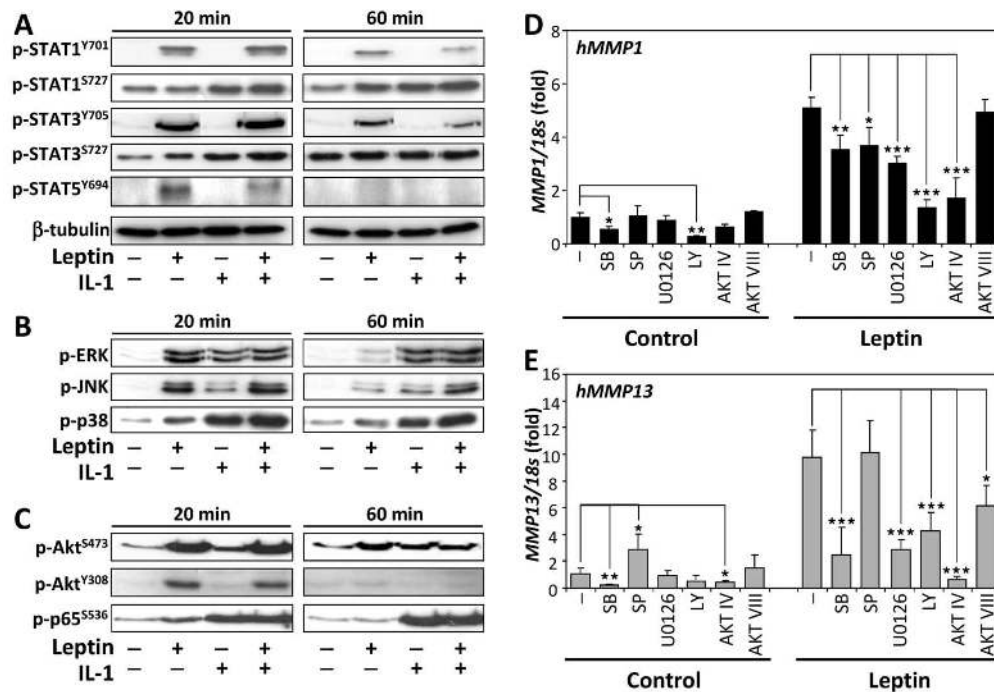 A
20 min 60 min
p-STAT1Y701
p-STAT1S727
p-STAT3Y705
p-STAT3S727
p-STAT5Y694
β-tubulin
Leptin – + – + – + – +
IL-1 – – + + – – + +
B
20 min 60 min
p-ERK
p-JNK
p-p38
Leptin – + – + – + – +
IL-1 – – + + – – + +
C
20 min 60 min
p-AktS473
p-AktY308
p-p65S536
Leptin – + – + – + – +
IL-1 – – + + – – + +
D
hMMP1
MMP1/18s (fold)
8
6
4
2
0
* ** ** * *** *** ***
– SB SP U0126 LY AKT IV AKT VIII – SB SP U0126 LY AKT IV AKT VIII
Control Leptin
E
hMMP13
MMP13/18s (fold)
16
14
12
10
8
6
4
2
0
** * * *** *** *** *** *
– SB SP U0126 LY AKT IV AKT VIII – SB SP U0126 LY AKT IV AKT VIII
Control Leptin